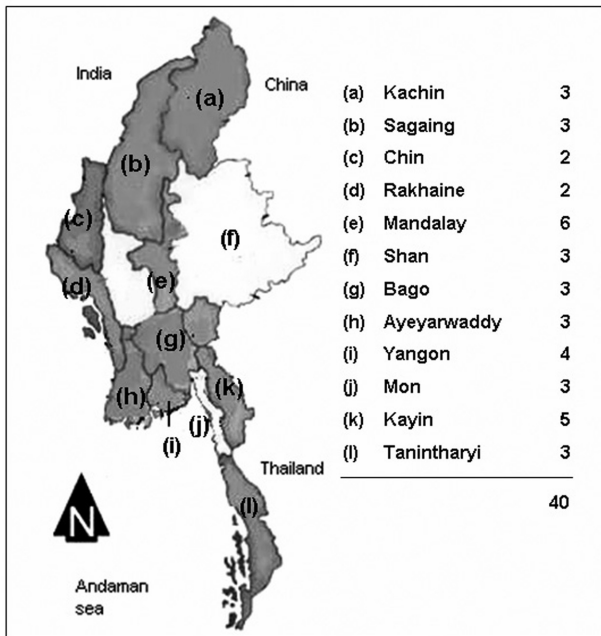 India
China
(a)
(b)
(c)
(d)
(e)
(f)
(g)
(h)
(i)
(j)
(k)
(l)
Thailand
N
Andaman
sea
(a) Kachin 3
(b) Sagaing 3
(c) Chin 2
(d) Rakhaine 2
(e) Mandalay 6
(f) Shan 3
(g) Bago 3
(h) Ayeyarwaddy 3
(i) Yangon 4
(j) Mon 3
(k) Kayin 5
(l) Tanintharyi 3
40